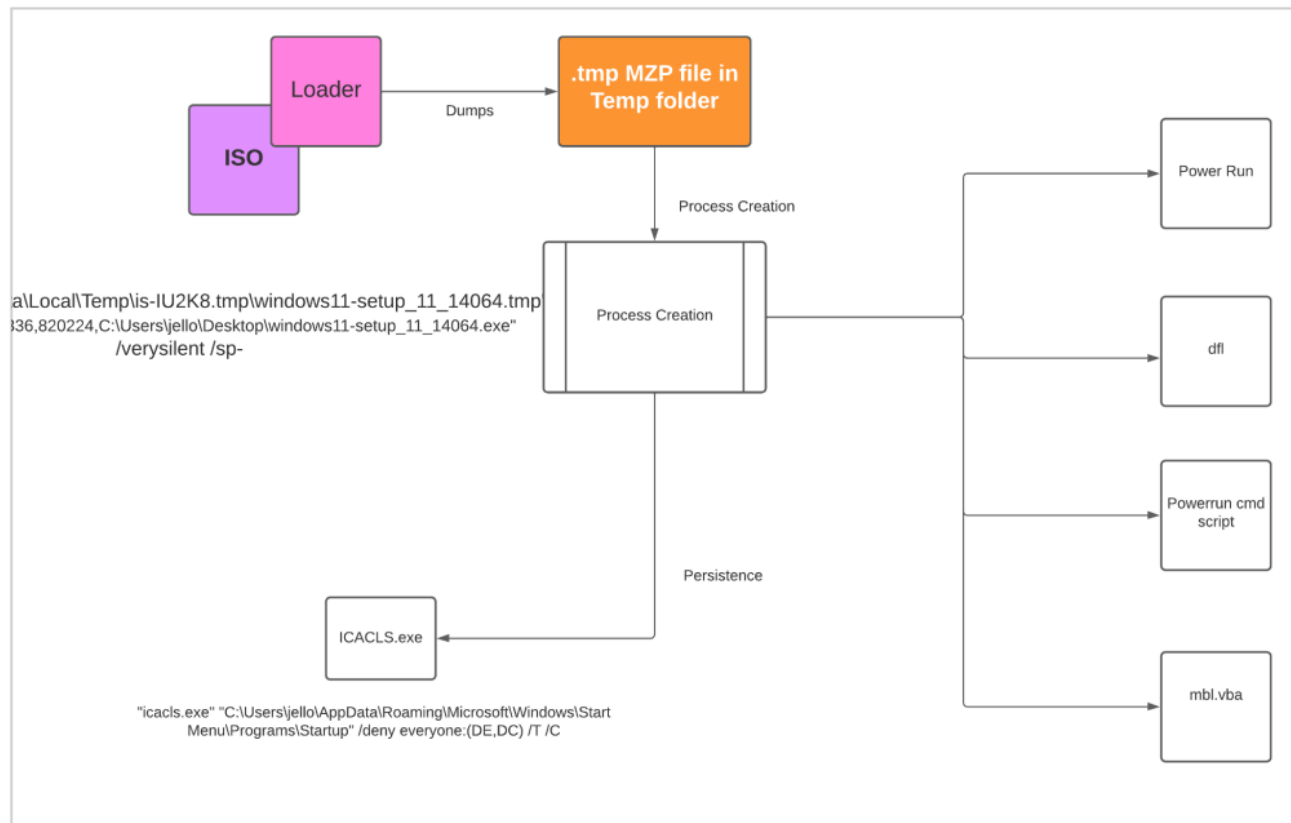 Loader
ISO
Dumps
.tmp MZP file in
Temp folder
Process Creation
Power Run
a\Local\Temp\is-IU2K8.tmp\windows11-setup_11_14064.tmp"
336,820224,C:\Users\jello\Desktop\windows11-setup_11_14064.exe"
/verysilent /sp-
Process Creation
dfl
Powerrun cmd
script
Persistence
ICACLS.exe
mbl.vba
"icacls.exe" "C:\Users\jello\AppData\Roaming\Microsoft\Windows\Start
Menu\Programs\Startup" /deny everyone:(DE,DC) /T /C